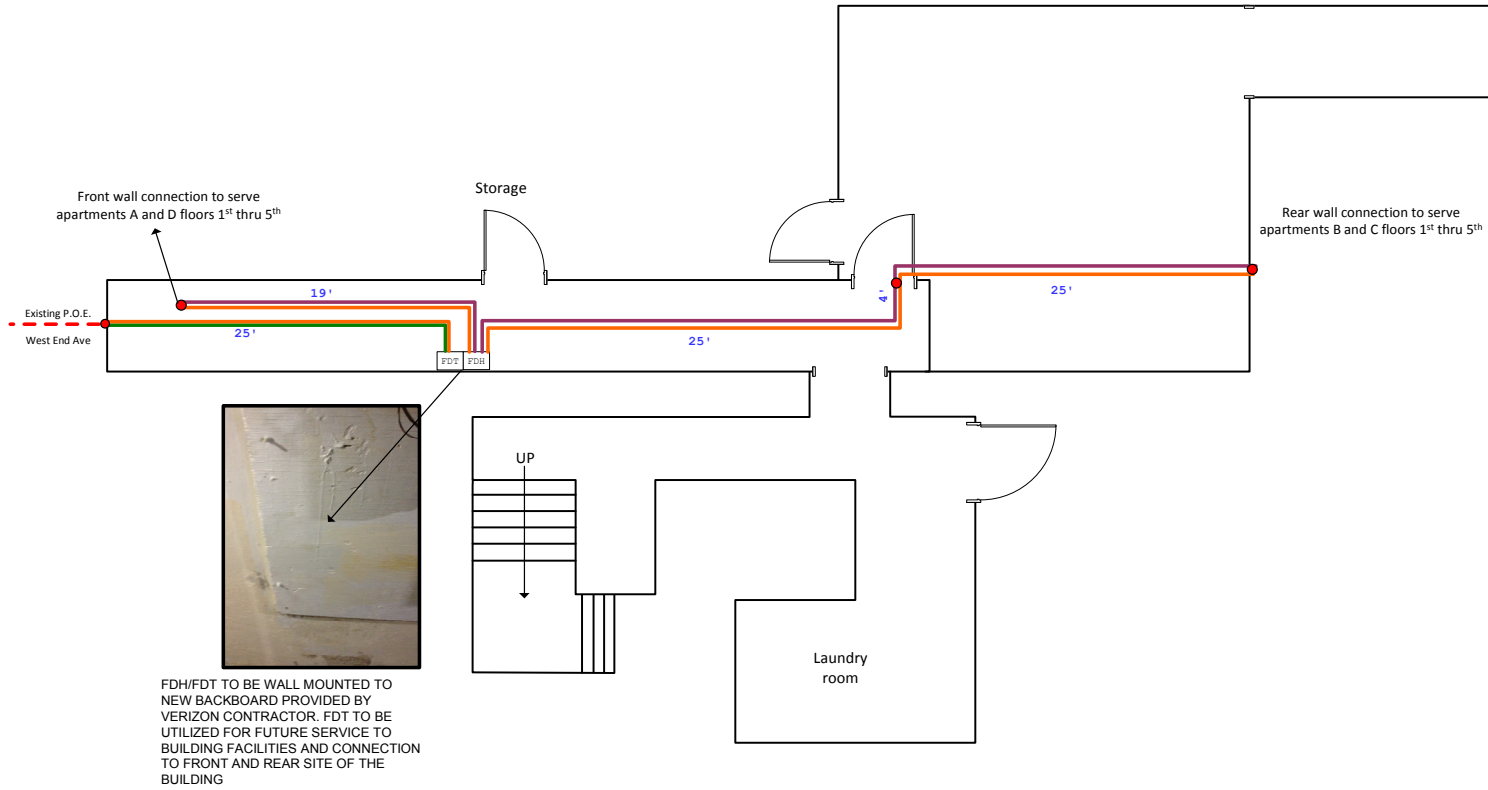 Front wall connection to serve
apartments A and D floors 1st thru 5th
Storage
Rear wall connection to serve
apartments B and C floors 1st thru 5th
19'
4'
25'
Existing P.O.E.
West End Ave
25'
25'
FDT
FDH
UP
Laundry
room
FDH/FDT TO BE WALL MOUNTED TO
NEW BACKBOARD PROVIDED BY
VERIZON CONTRACTOR. FDT TO BE
UTILIZED FOR FUTURE SERVICE TO
BUILDING FACILITIES AND CONNECTION
TO FRONT AND REAR SITE OF THE
BUILDING